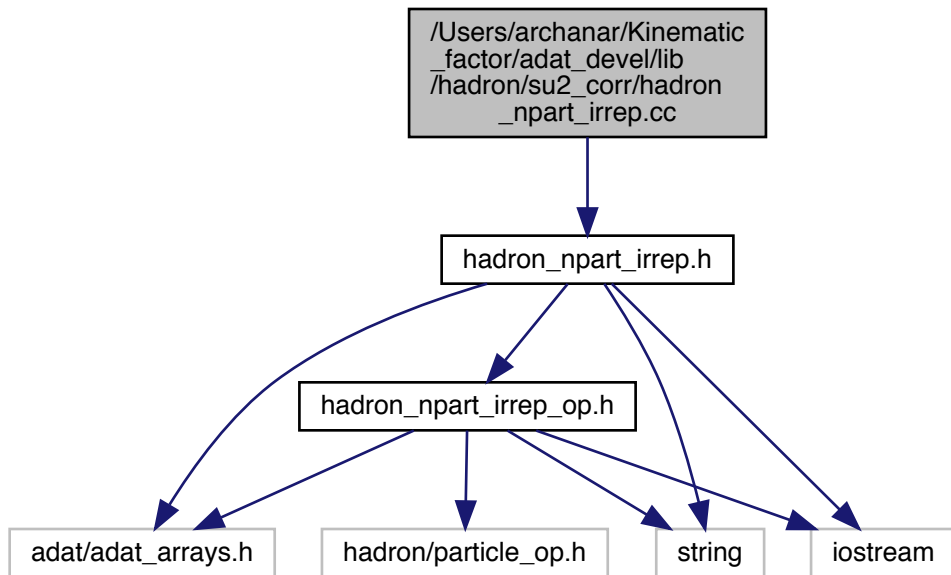 /Users/archanar/Kinematic
_factor/adat_devel/lib
/hadron/su2_corr/hadron
_npart_irrep.cc
hadron_npart_irrep.h
hadron_npart_irrep_op.h
adat/adat_arrays.h
hadron/particle_op.h
string
iostream